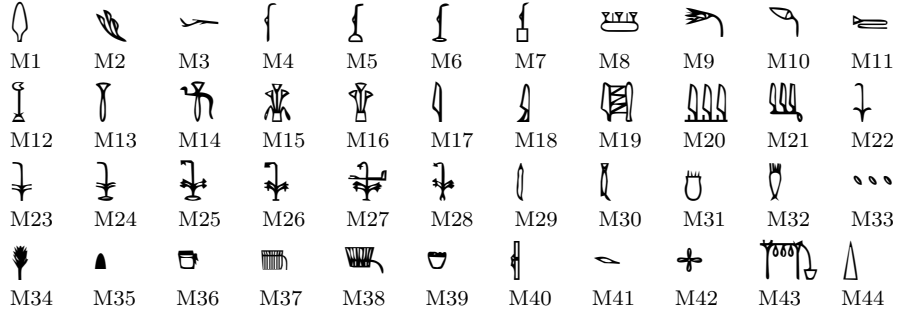 𓆭 𓆰 𓆱 𓆳 𓆴 𓆵 𓆶 𓆷 𓆸 𓆹 𓆻
M1 M2 M3 M4 M5 M6 M7 M8 M9 M10 M11
𓆼 𓇅 𓇆 𓇇 𓇉 𓇋 𓇍 𓇎 𓇏 𓇐 𓇑
M12 M13 M14 M15 M16 M17 M18 M19 M20 M21 M22
𓇓 𓇔 𓇖 𓇗 𓇘 𓇙 𓇛 𓇜 𓇝 𓇟 𓇠
M23 M24 M25 M26 M27 M28 M29 M30 M31 M32 M33
𓇣 𓇤 𓇥 𓇦 𓇧 𓇨 𓇩 𓇫 𓇬 𓇭 𓇮
M34 M35 M36 M37 M38 M39 M40 M41 M42 M43 M44